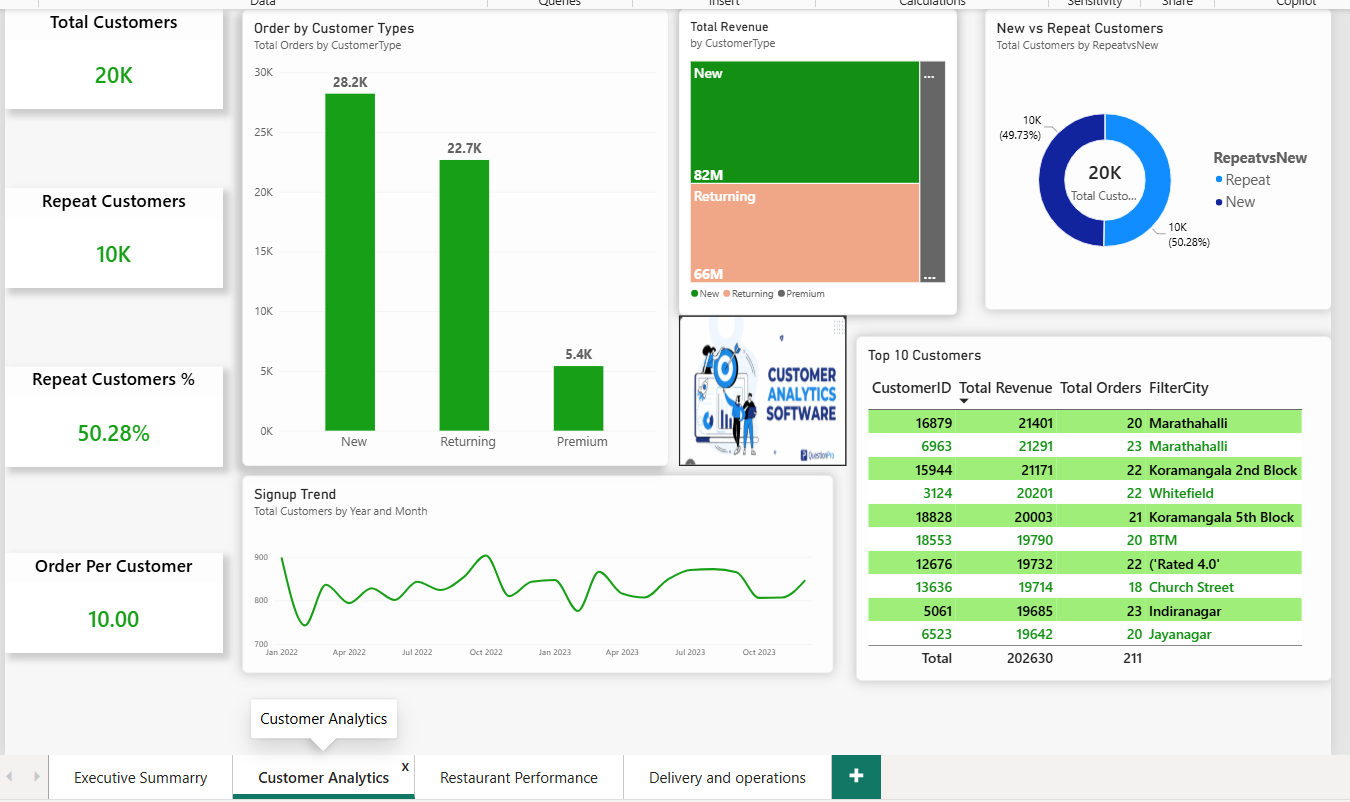 Data
Queries
Insert
Calculations
Sensitivity
Share
Copilot
Total Customers
20K
Repeat Customers
10K
Repeat Customers %
50.28%
Order Per Customer
10.00
Order by Customer Types
Total Orders by CustomerType
30K
25K
20K
15K
10K
5K
0K
28.2K
22.7K
5.4K
New
Returning
Premium
Total Revenue
by CustomerType
New
...
82M
Returning
66M
...
New Returning Premium
New vs Repeat Customers
Total Customers by RepeatvsNew
10K
(49.73%)
20K
Total Custo...
10K
(50.28%)
RepeatvsNew
Repeat
New
CUSTOMER
ANALYTICS
SOFTWARE
QuestionPro
Signup Trend
Total Customers by Year and Month
900
800
700
Jan 2022 Apr 2022 Jul 2022 Oct 2022 Jan 2023 Apr 2023 Jul 2023 Oct 2023
Top 10 Customers
CustomerID Total Revenue Total Orders FilterCity
16879 21401 20 Marathahalli
6963 21291 23 Marathahalli
15944 21171 22 Koramangala 2nd Block
3124 20201 22 Whitefield
18828 20003 21 Koramangala 5th Block
18553 19790 20 BTM
12676 19732 22 ('Rated 4.0'
13636 19714 18 Church Street
5061 19685 23 Indiranagar
6523 19642 20 Jayanagar
Total 202630 211
Customer Analytics
Executive Summarry
Customer Analytics
x
Restaurant Performance
Delivery and operations
+